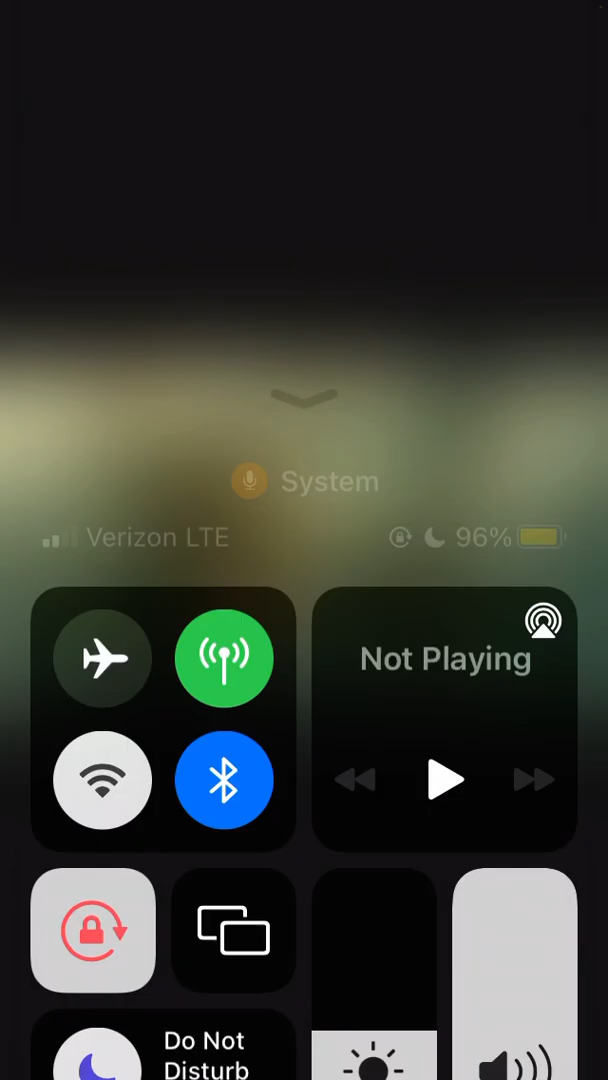 System
Verizon LTE
96%
Not Playing
Do Not
Disturb